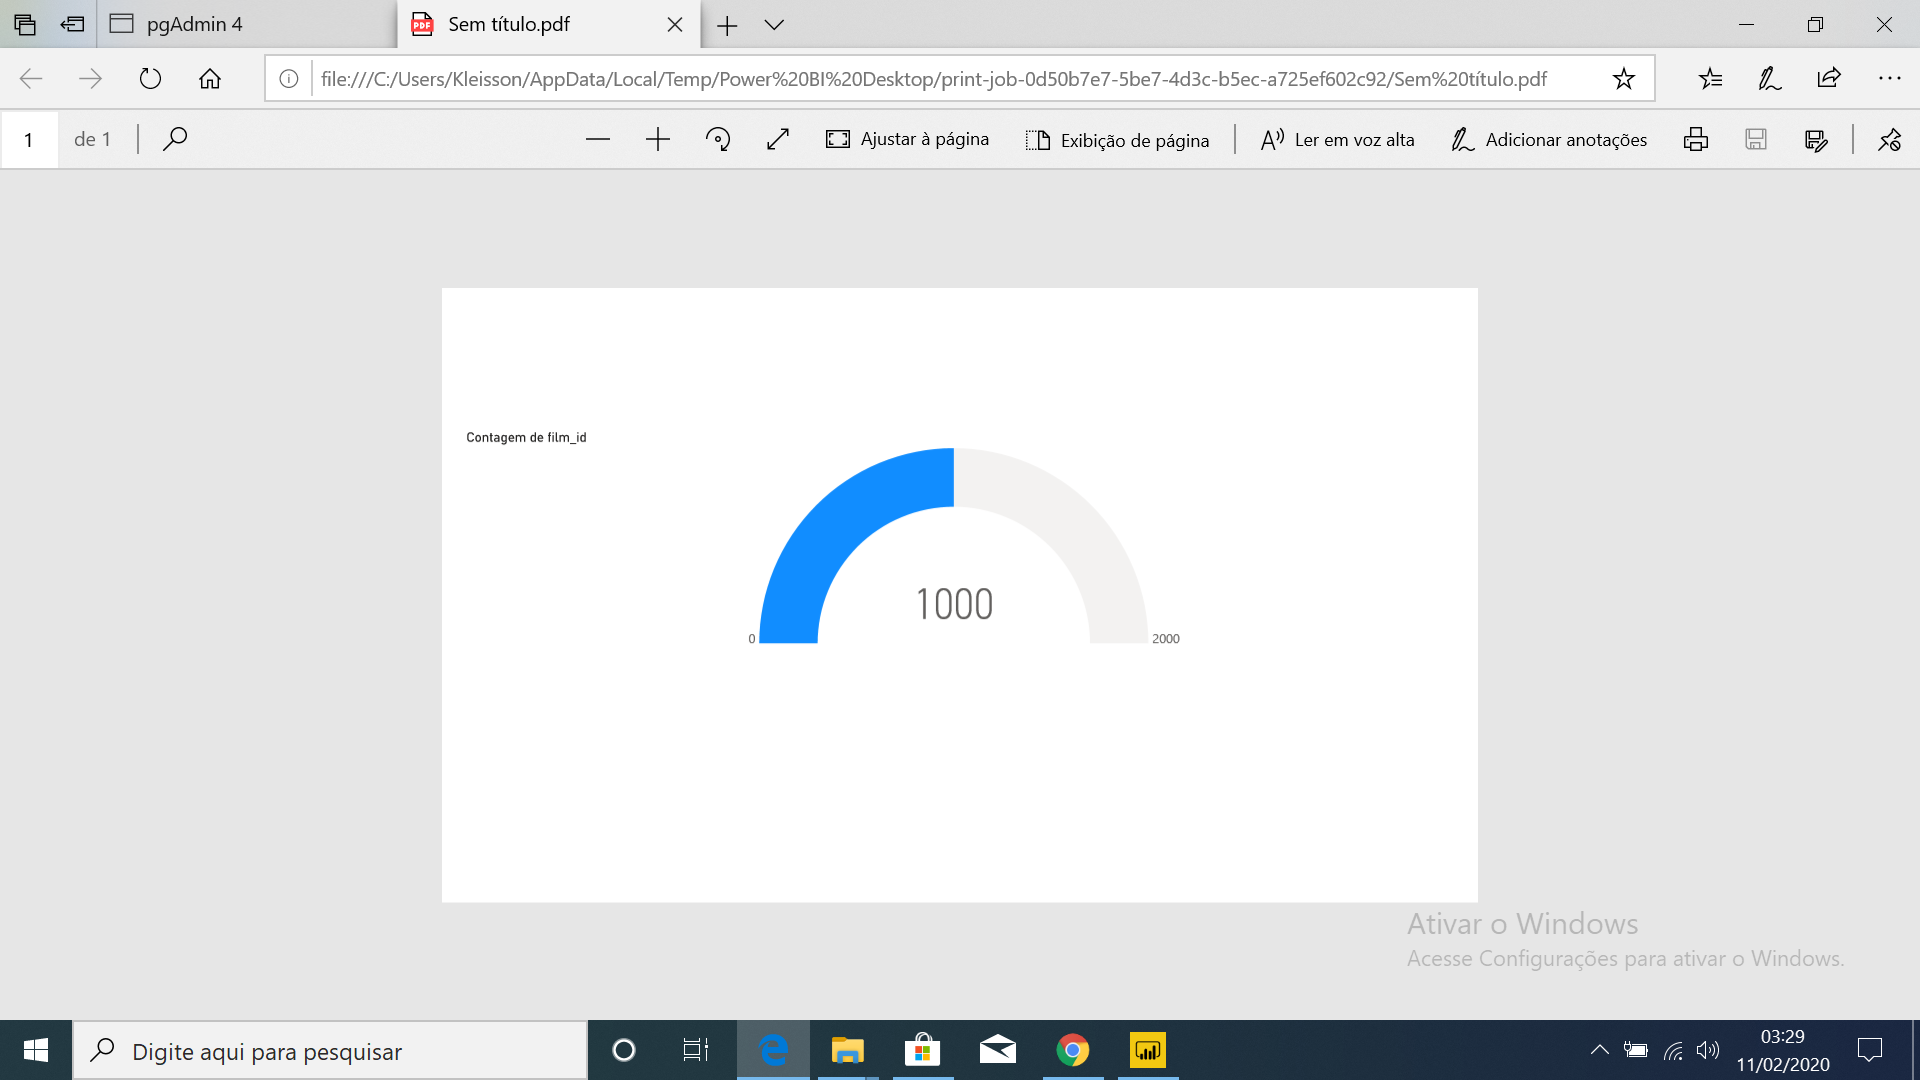 pgAdmin 4
Sem título.pdf
file:///C:/Users/Kleisson/AppData/Local/Temp/Power%20BI%20Desktop/print-job-0d50b7e7-5be7-4d3c-b5ec-a725ef602c92/Sem%20título.pdf
1 de 1
Ajustar à página
Exibição de página
Ler em voz alta
Adicionar anotações
Contagem de film_id
1000
0
2000
Ativar o Windows
Acesse Configurações para ativar o Windows.
Digite aqui para pesquisar
03:29
11/02/2020